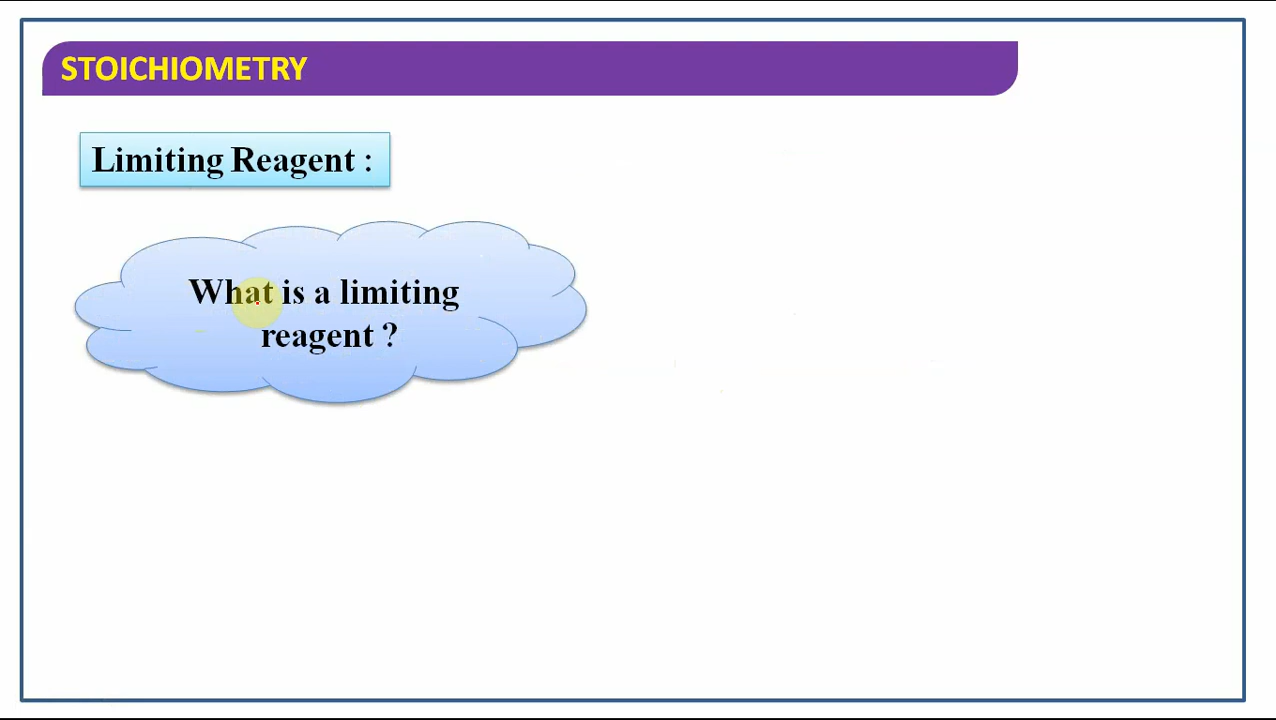 STOICHIOMETRY
Limiting Reagent :
What is a limiting
reagent ?